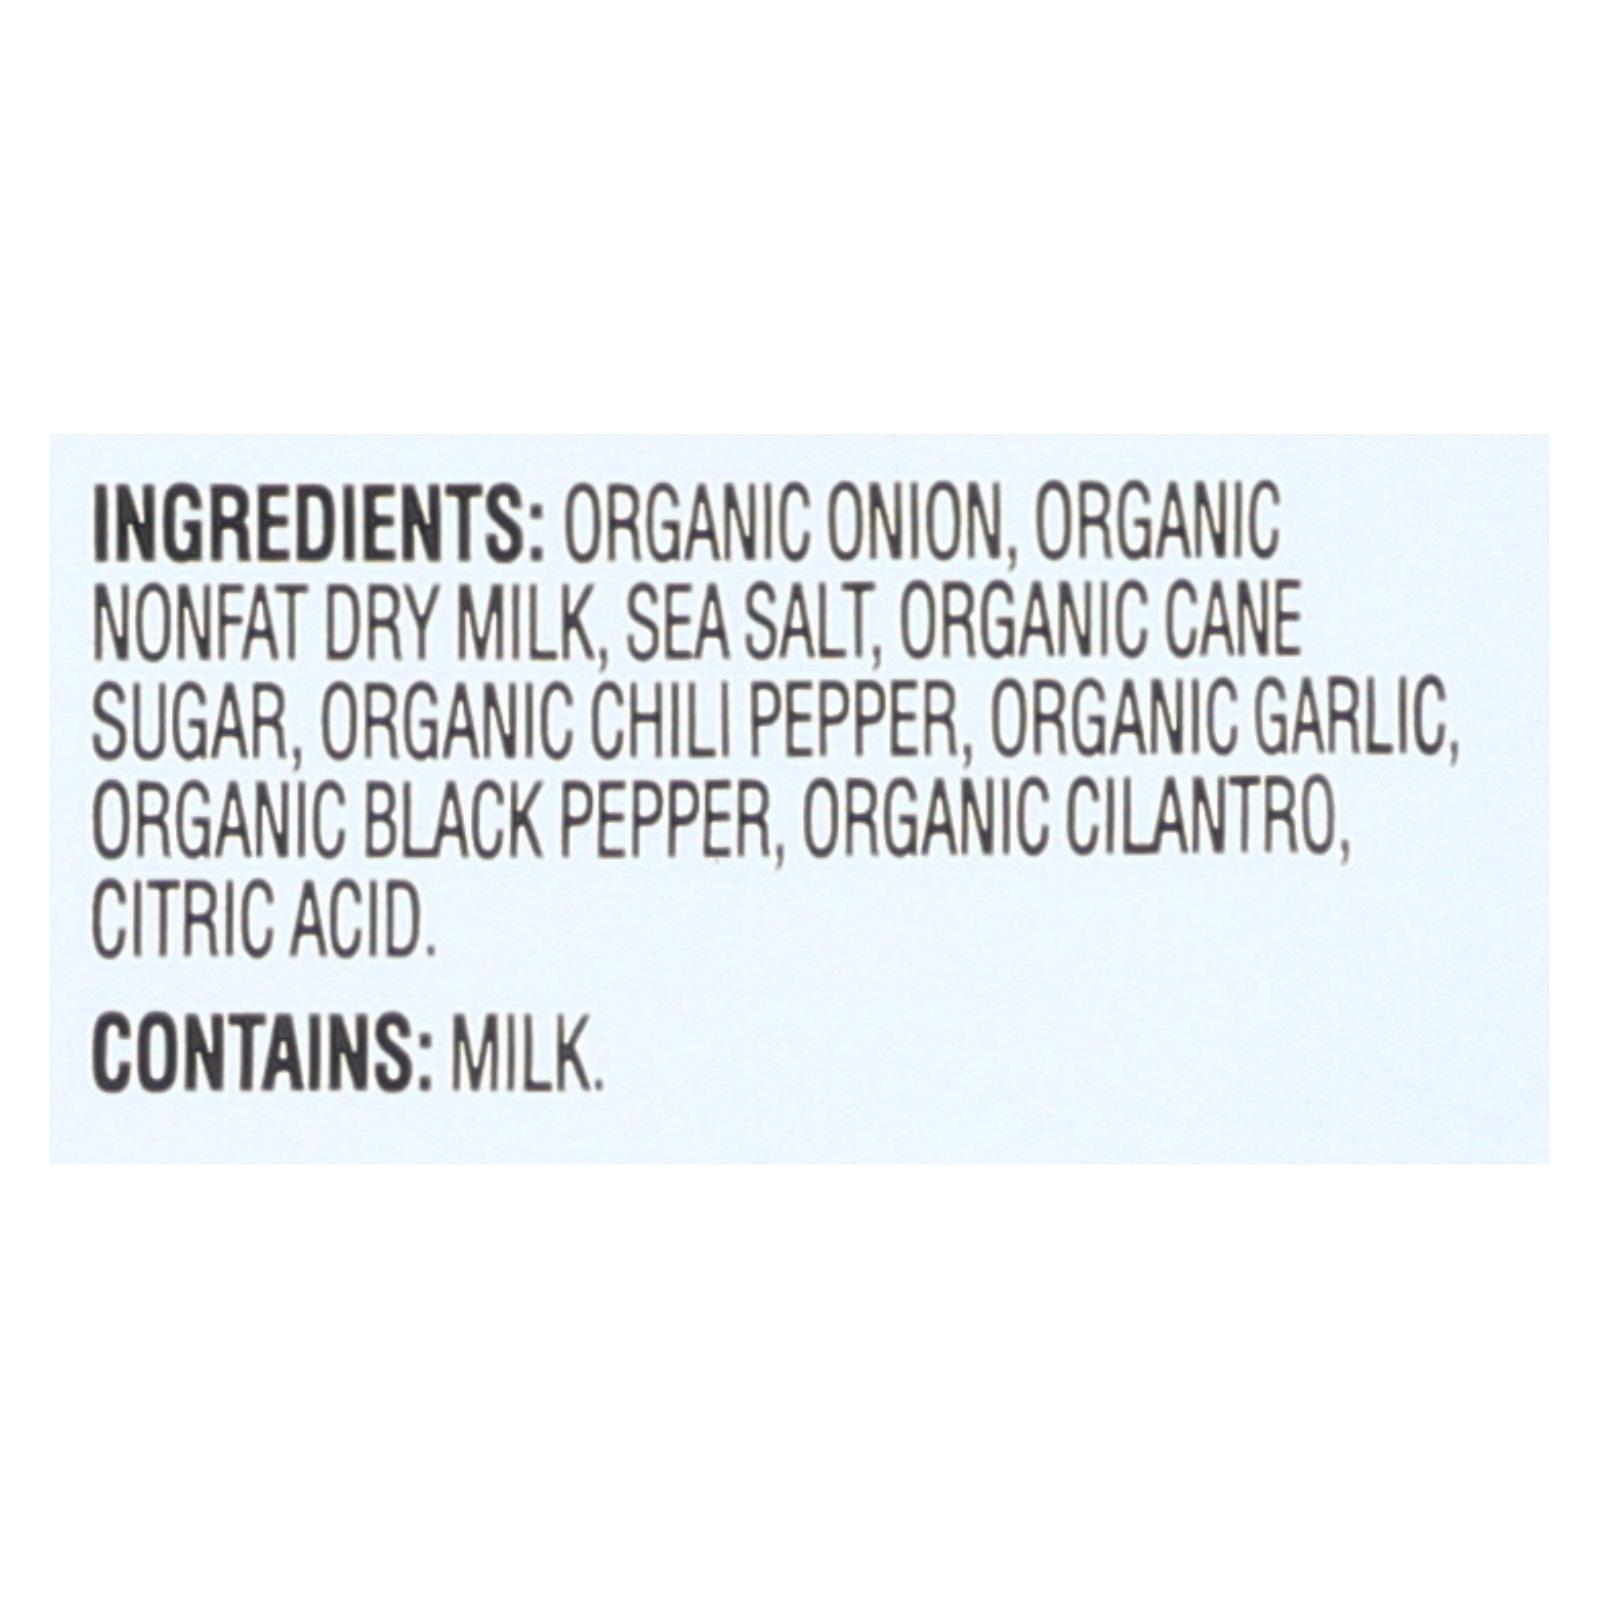 INGREDIENTS: ORGANIC ONION, ORGANIC
NONFAT DRY MILK, SEA SALT, ORGANIC CANE
SUGAR, ORGANIC CHILI PEPPER, ORGANIC GARLIC,
ORGANIC BLACK PEPPER, ORGANIC CILANTRO,
CITRIC ACID.
CONTAINS: MILK.